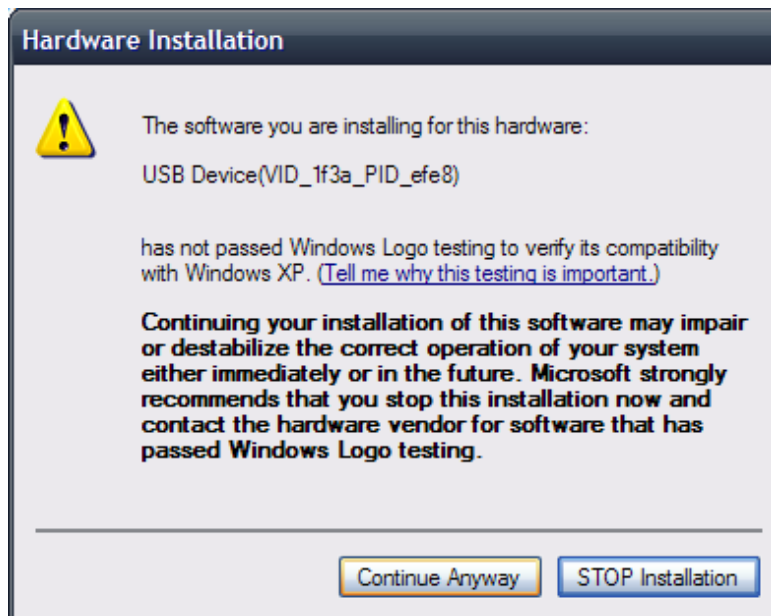 Hardware Installation
The software you are installing for this hardware:
USB Device(VID_1f3a_PID_efe8)
has not passed Windows Logo testing to verify its compatibility
with Windows XP. (Tell me why this testing is important.)
Continuing your installation of this software may impair
or destabilize the correct operation of your system
either immediately or in the future. Microsoft strongly
recommends that you stop this installation now and
contact the hardware vendor for software that has
passed Windows Logo testing.
Continue Anyway STOP Installation